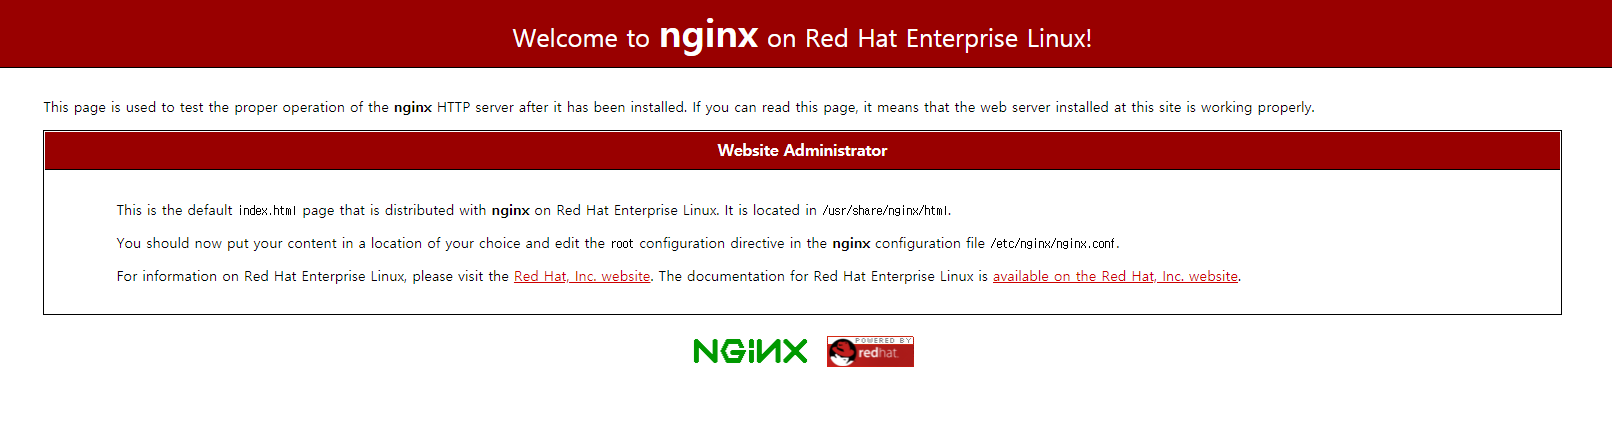 Welcome to nginx on Red Hat Enterprise Linux!
This page is used to test the proper operation of the nginx HTTP server after it has been installed. If you can read this page, it means that the web server installed at this site is working properly.
Website Administrator
This is the default index.html page that is distributed with nginx on Red Hat Enterprise Linux. It is located in /usr/share/nginx/html.
You should now put your content in a location of your choice and edit the root configuration directive in the nginx configuration file /etc/nginx/nginx.conf.
For information on Red Hat Enterprise Linux, please visit the Red Hat, Inc. website. The documentation for Red Hat Enterprise Linux is available on the Red Hat, Inc. website.
NGINX
POWERED BY
redhat.